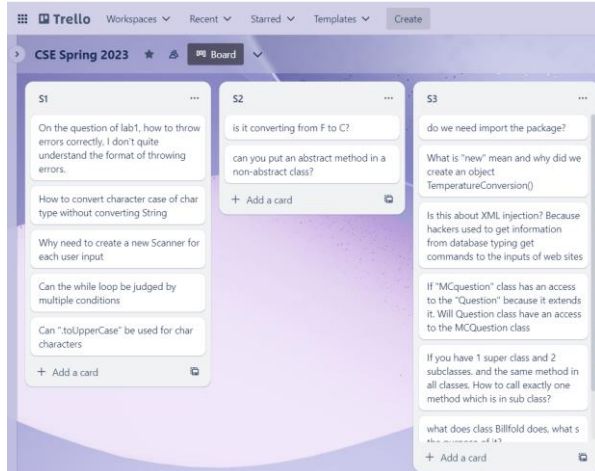 Trello Workspaces Recent Starred Templates Create
CSE Spring 2023 Board
S1
On the question of lab1, how to throw
errors correctly, I don't quite
understand the format of throwing
errors.
How to convert character case of char
type without converting String
Why need to create a new Scanner for
each user input
Can the while loop be judged by
multiple conditions
Can ".toUpperCase" be used for char
characters
+ Add a card
S2
is it converting from F to C?
can you put an abstract method in a
non-abstract class?
+ Add a card
S3
do we need import the package?
What is "new" mean and why did we
create an object
TemperatureConversion()
Is this about XML injection? Because
hackers used to get information
from database typing get
commands to the inputs of web sites
If "MCquestion" class has an access
to the "Question" because it extends
it. Will Question class have an access
to the MCQuestion class
If you have 1 super class and 2
subclasses. and the same method in
all classes. How to call exactly one
method which is in sub class?
what does class Billfold does, what s
the purpose of it?
+ Add a card